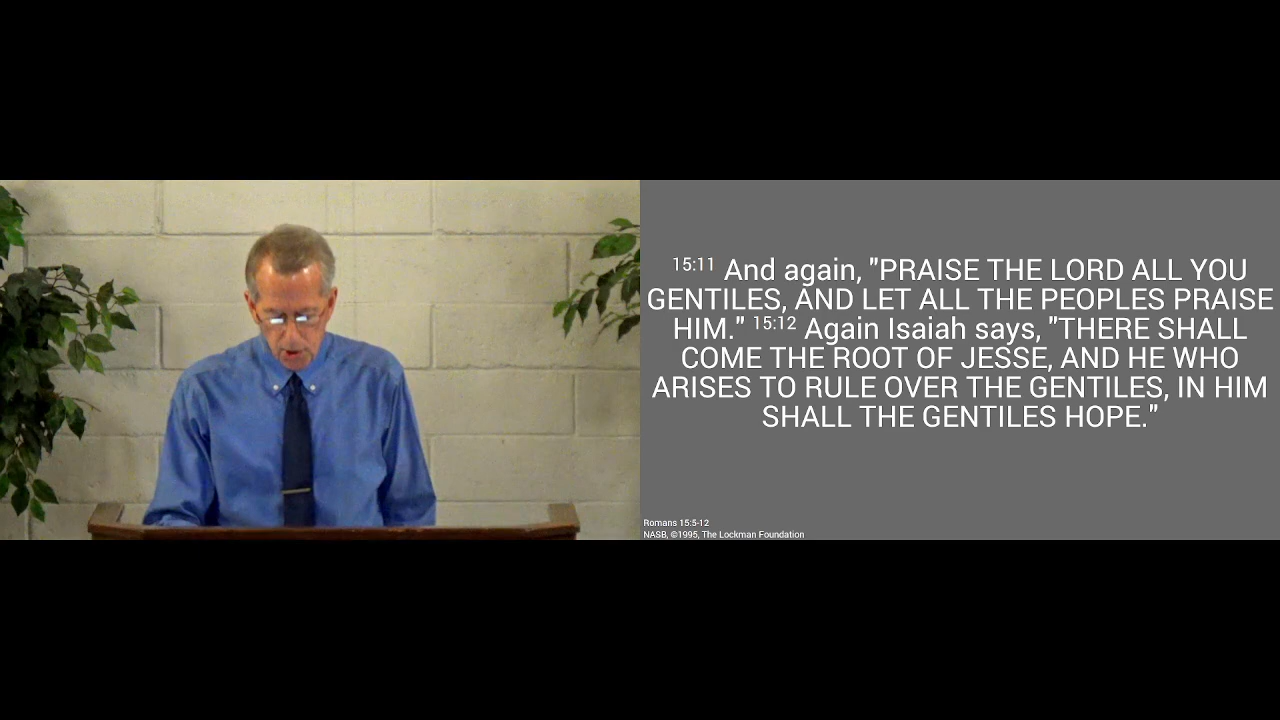 15:11 And again, "PRAISE THE LORD ALL YOU
GENTILES, AND LET ALL THE PEOPLES PRAISE
HIM." 15:12 Again Isaiah says, "THERE SHALL
COME THE ROOT OF JESSE, AND HE WHO
ARISES TO RULE OVER THE GENTILES, IN HIM
SHALL THE GENTILES HOPE."
Romans 15:5-12
NASB, ©1995, The Lockman Foundation